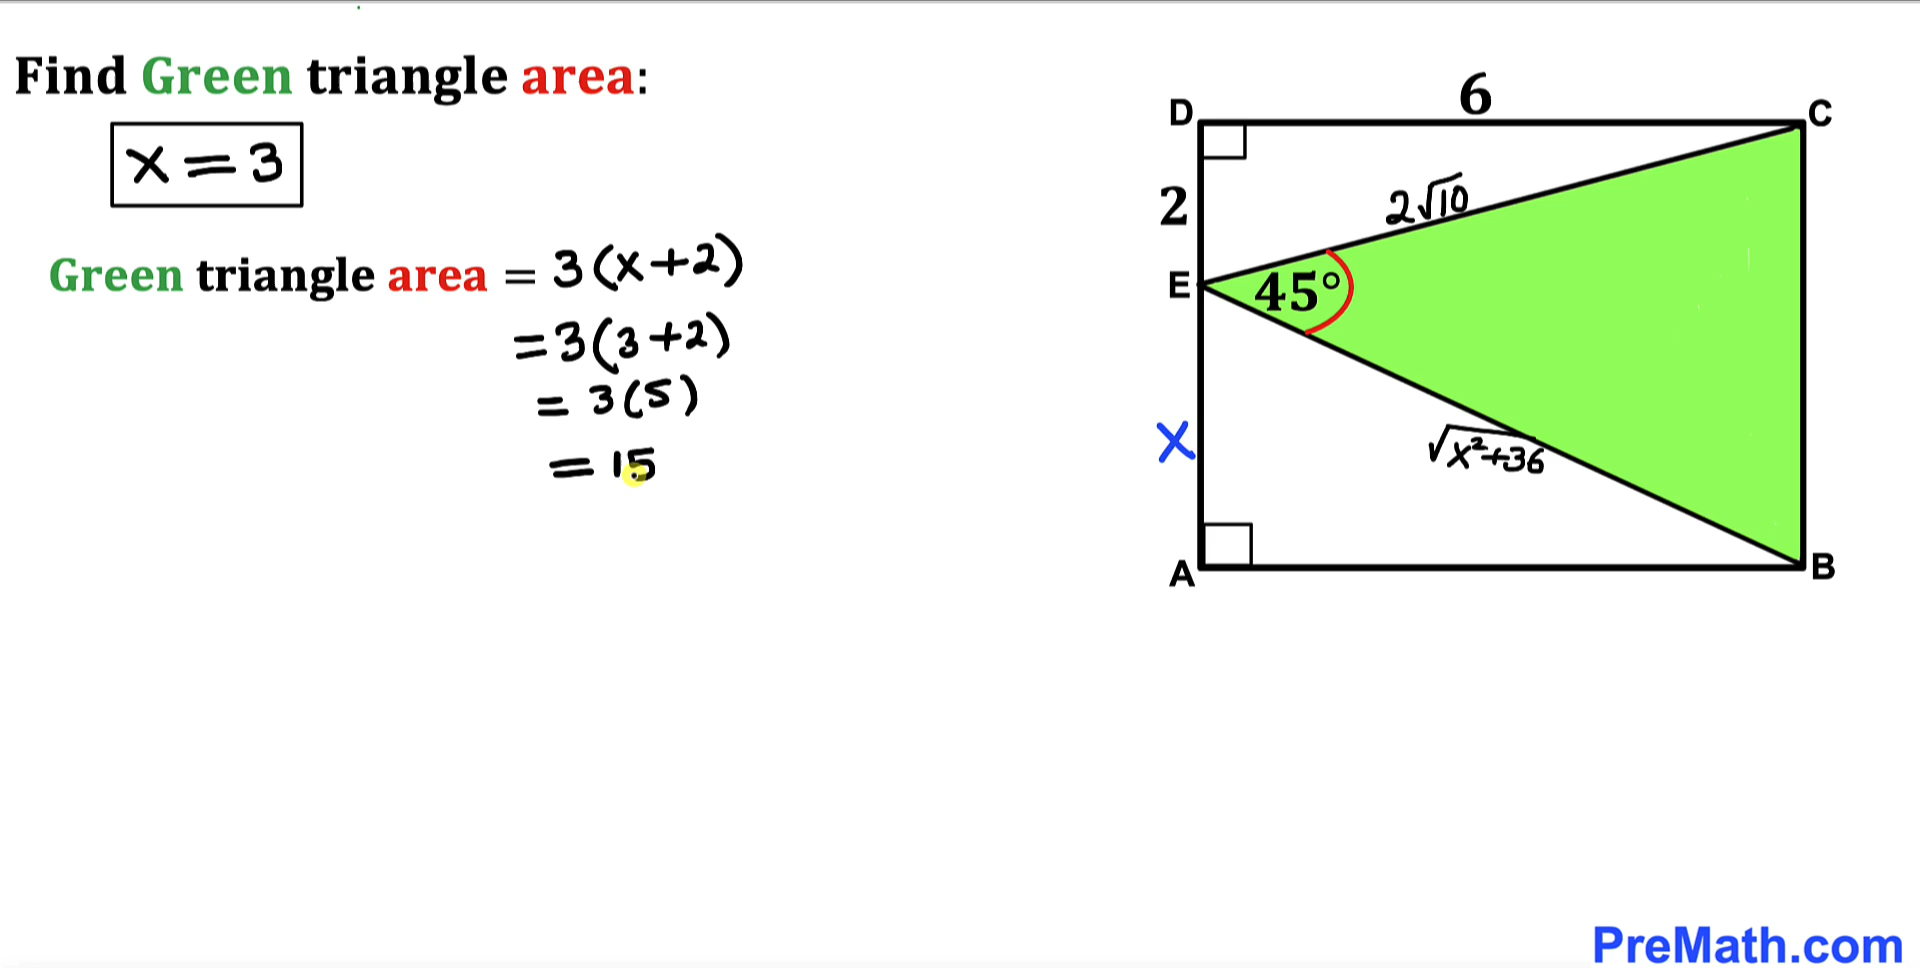 Find Green triangle area:
x = 3
Green triangle area = 3(x+2)
=3(3+2)
= 3(5)
= 15
6
D
C
2
2√10
E
45°
X
√x²+36
A
B
PreMath.com